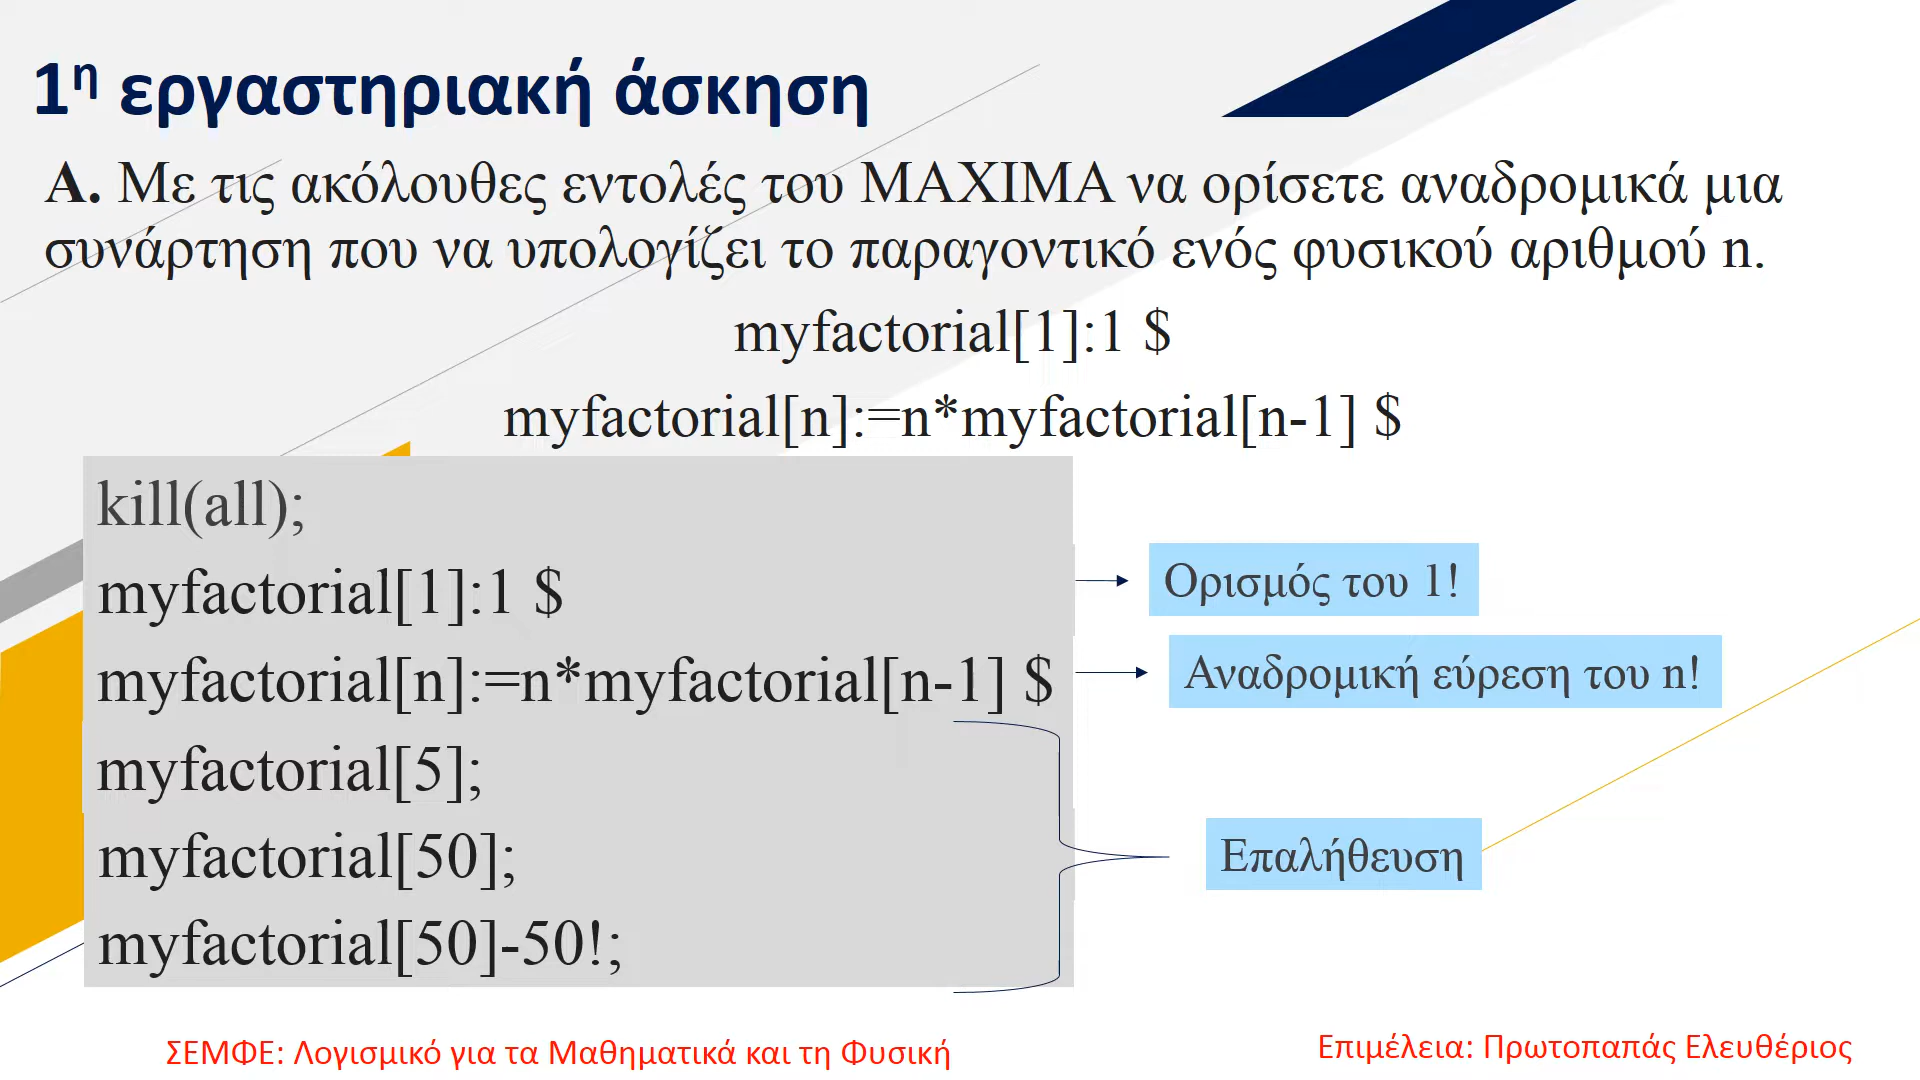 1η εργαστηριακή άσκηση
Α. Με τις ακόλουθες εντολές του MAXIMA να ορίσετε αναδρομικά μια
συνάρτηση που να υπολογίζει το παραγοντικό ενός φυσικού αριθμού n.
myfactorial[1]:1 $
myfactorial[n]:=n*myfactorial[n-1] $
kill(all);
myfactorial[1]:1 $
Ορισμός του 1!
myfactorial[n]:=n*myfactorial[n-1] $
Αναδρομική εύρεση του n!
myfactorial[5];
myfactorial[50];
Επαλήθευση
myfactorial[50]-50!;
ΣΕΜΦΕ: Λογισμικό για τα Μαθηματικά και τη Φυσική
Επιμέλεια: Πρωτοπαπάς Ελευθέριος